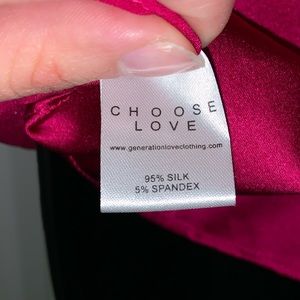 CHOOSE
LOVE
www.generationloveclothing.com
95% SILK
5% SPANDEX